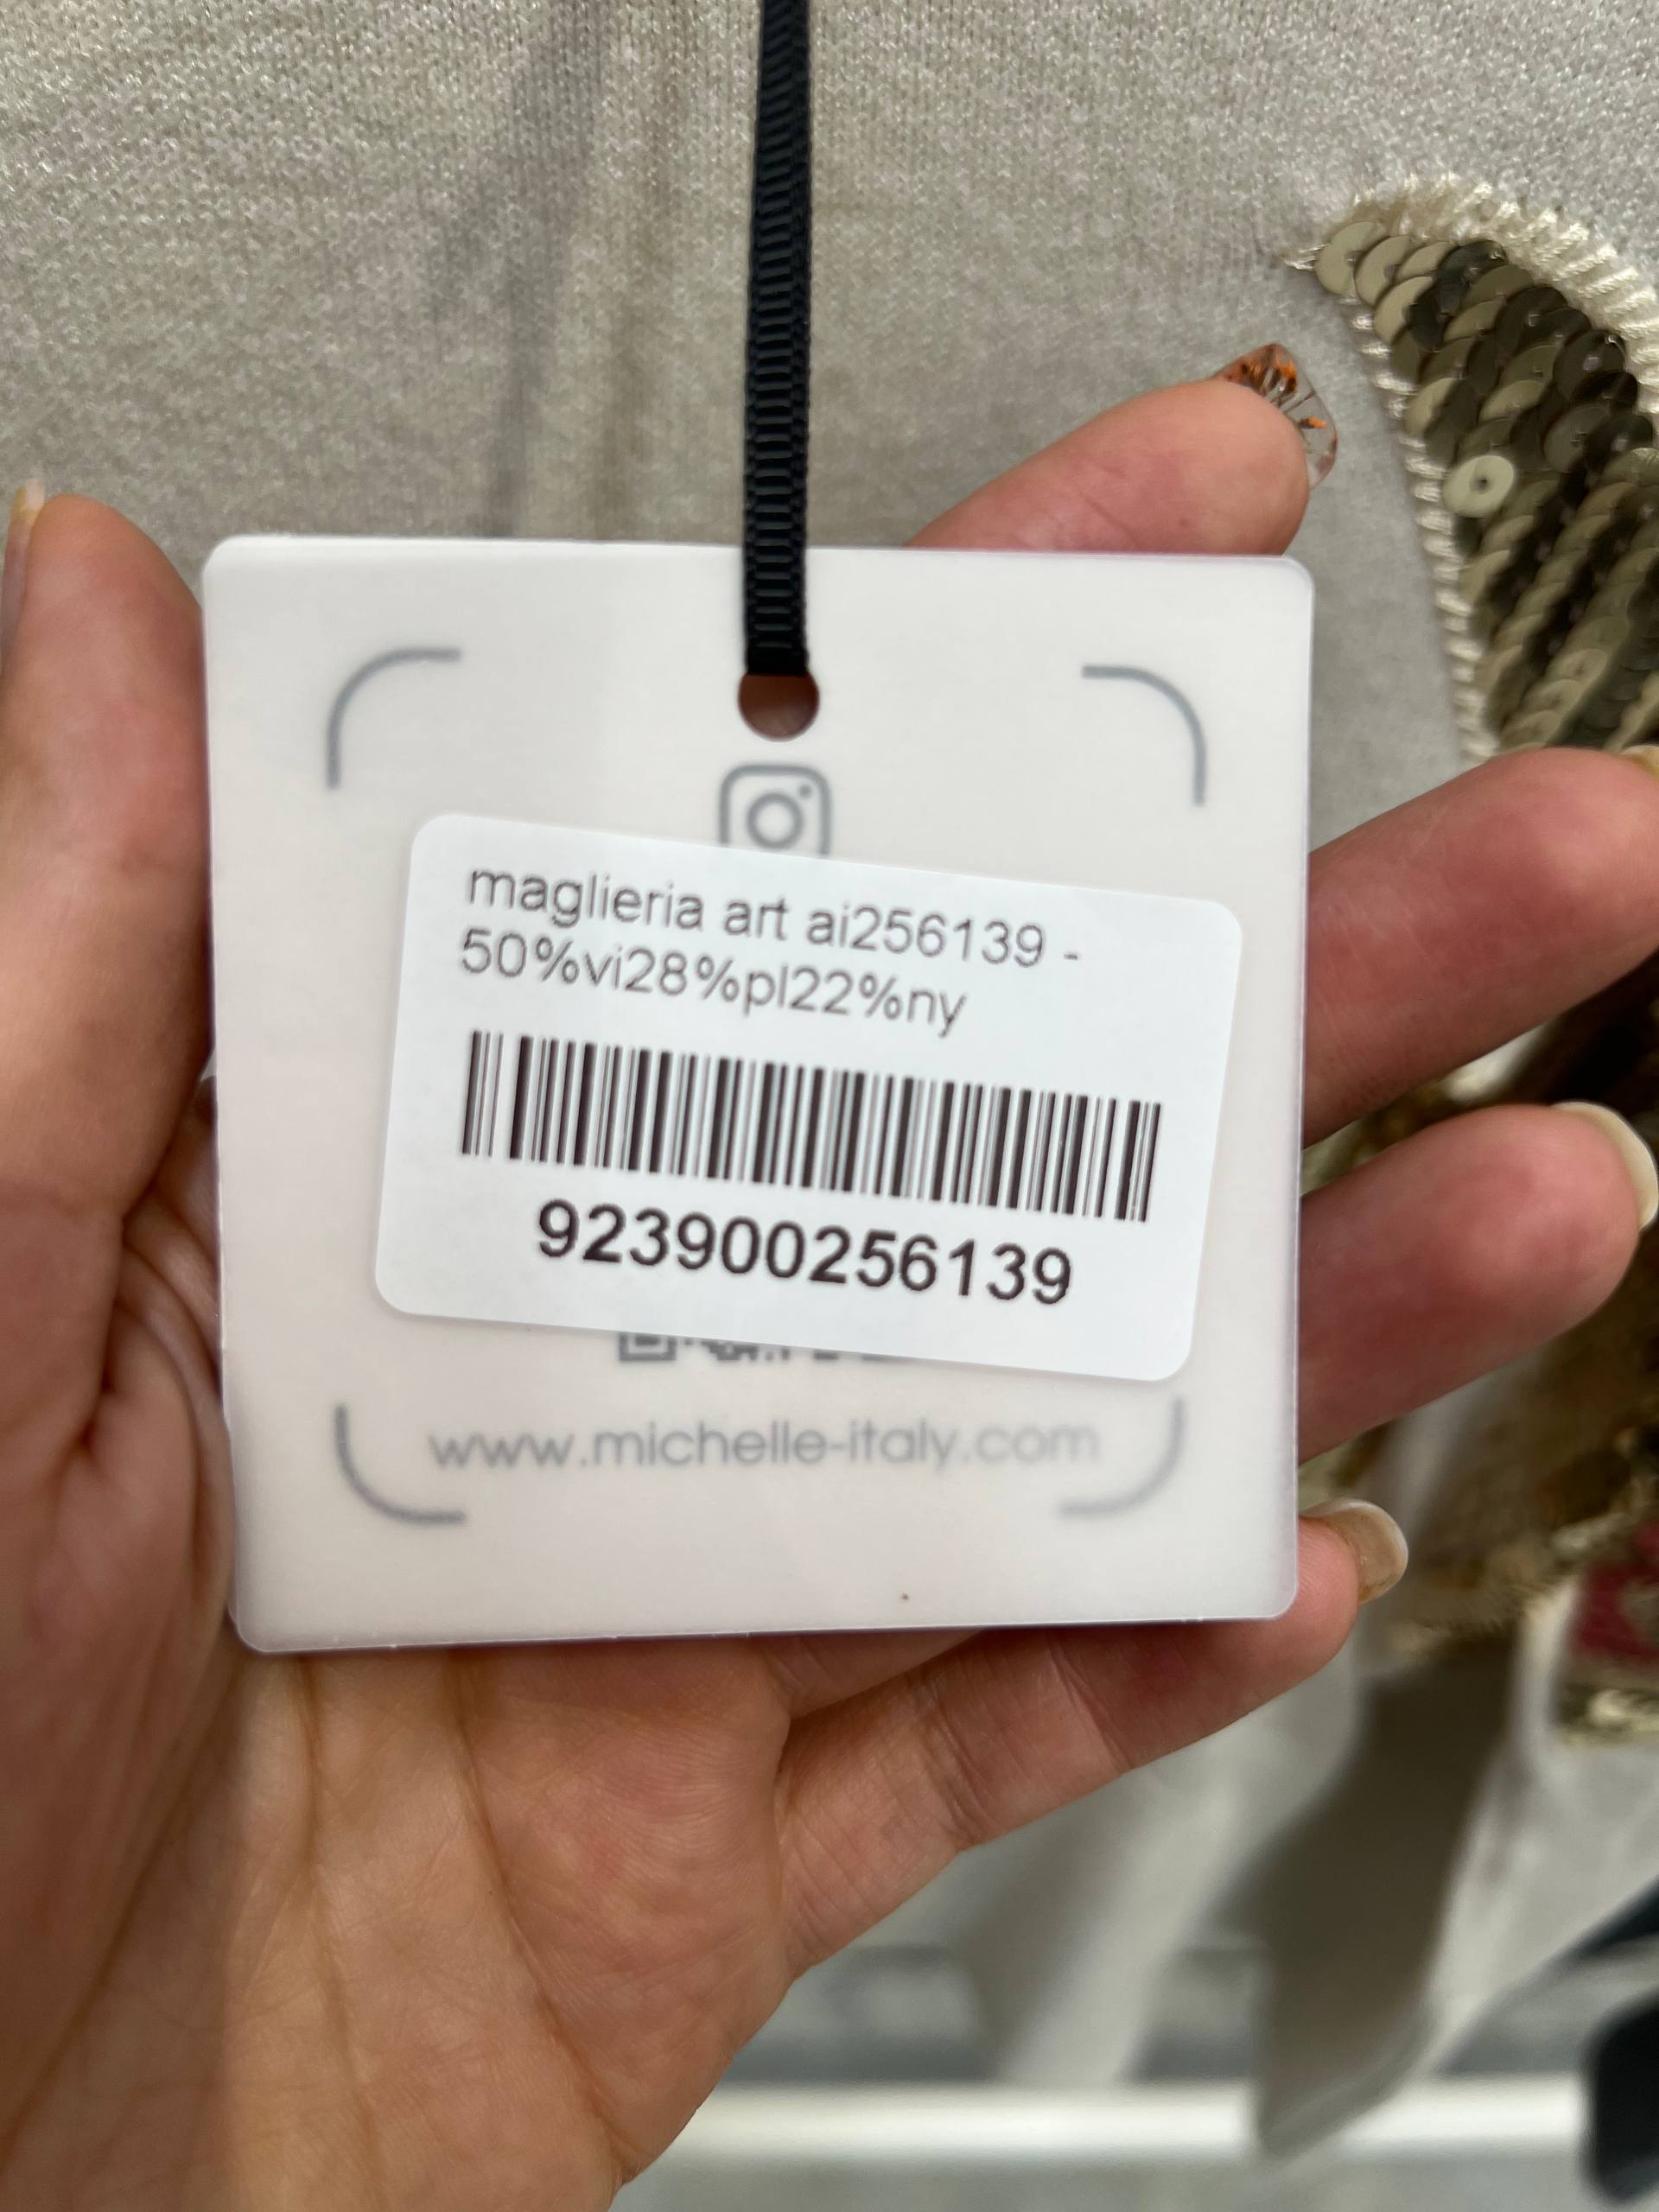 maglieria art ai256139 -
50%vi28%pl22%ny
923900256139
www.michelle-italy.com